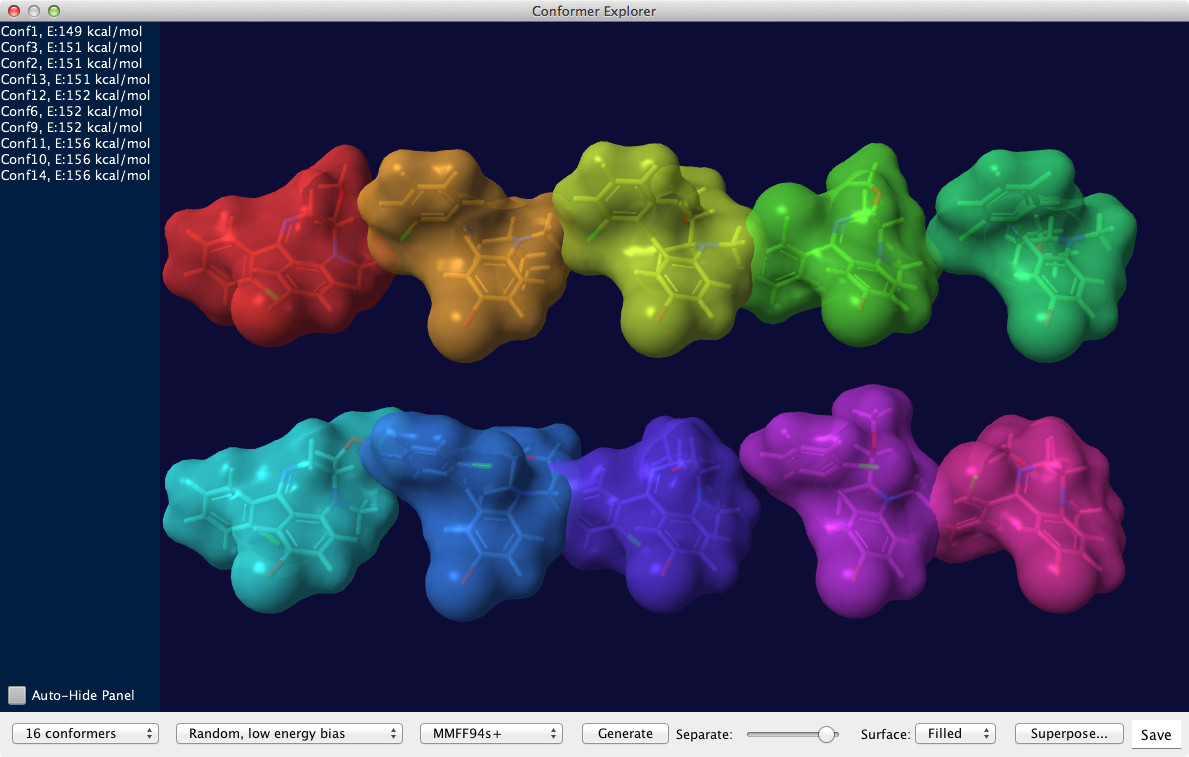 Conformer Explorer
Conf1, E:149 kcal/mol
Conf3, E:151 kcal/mol
Conf2, E:151 kcal/mol
Conf13, E:151 kcal/mol
Conf12, E:152 kcal/mol
Conf6, E:152 kcal/mol
Conf9, E:152 kcal/mol
Conf11, E:156 kcal/mol
Conf10, E:156 kcal/mol
Conf14, E:156 kcal/mol
Auto-Hide Panel
16 conformers Random, low energy bias MMFF94s+ Generate Separate: Surface: Filled Superpose... Save